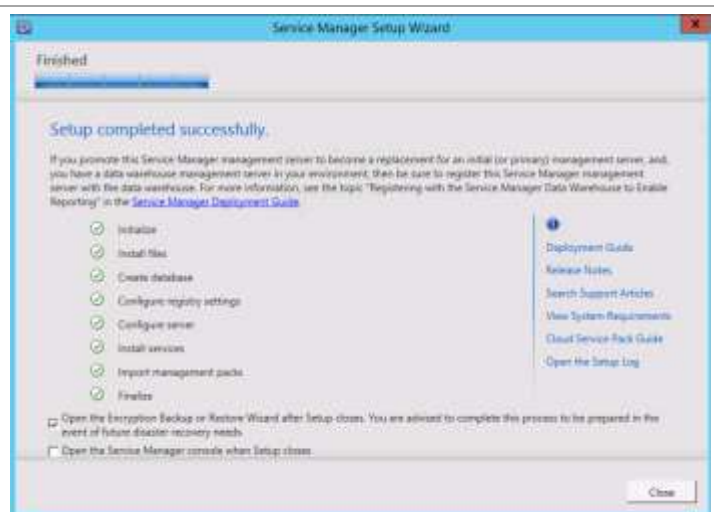 Service Manager Setup Wizard
Finished
Setup completed successfully.
If you promote this Service Manager management server to become a replacement for an initial (or primary) management server, and,
you have a data warehouse management server in your environment, then be sure to register this Service Manager management
server with the data warehouse. For more information, see the topic "Registering with the Service Manager Data Warehouse to Enable
Reporting" in the Service Manager Deployment Guide.
Initialize
Install files
Create database
Configure registry settings
Configure server
Install services
Import management packs
Finalize
Deployment Guide
Release Notes
Search Support Articles
View System Requirements
Cloud Service Pack Guide
Open the Setup Log
Open the Encryption Backup or Restore Wizard after Setup closes. You are advised to complete this process to be prepared in the
event of future disaster recovery needs.
Open the Service Manager console when Setup closes
Close